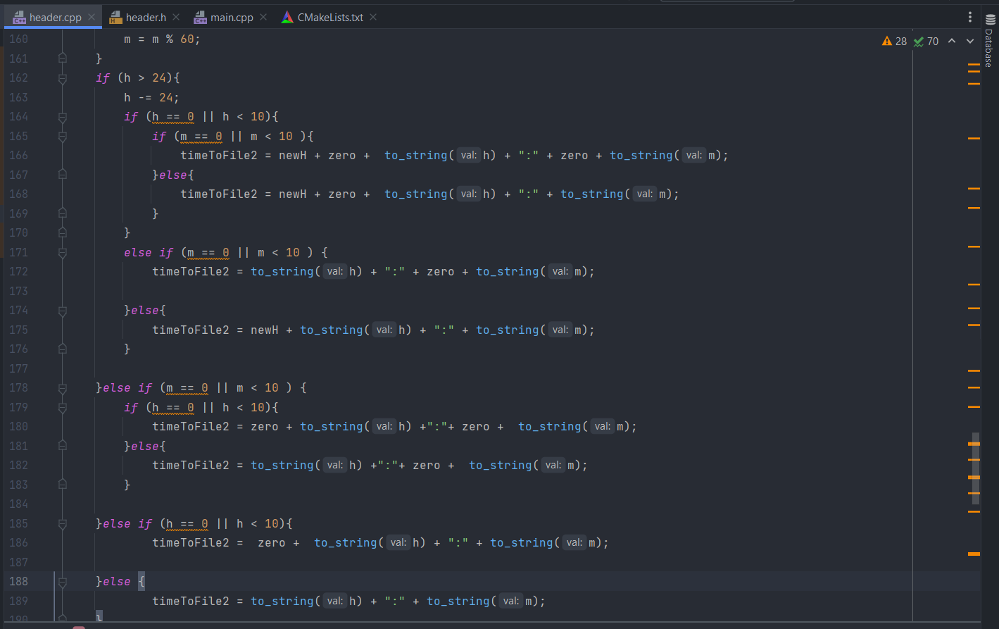 header.cpp header.h main.cpp CMakeLists.txt
28 70
Database
160 m = m % 60;
161 }
162 if (h > 24){
163 h -= 24;
164 if (h == 0 || h < 10){
165 if (m == 0 || m < 10 ){
166 timeToFile2 = newH + zero +  to_string( val: h) + ":" + zero + to_string( val: m);
167 }else{
168 timeToFile2 = newH + zero +  to_string( val: h) + ":" + to_string( val: m);
169 }
170 }
171 else if (m == 0 || m < 10 ) {
172 timeToFile2 = to_string( val: h) + ":" + zero + to_string( val: m);
173
174 }else{
175 timeToFile2 = newH + to_string( val: h) + ":" + to_string( val: m);
176 }
177
178 }else if (m == 0 || m < 10 ) {
179 if (h == 0 || h < 10){
180 timeToFile2 = zero + to_string( val: h) +":"+ zero +  to_string( val: m);
181 }else{
182 timeToFile2 = to_string( val: h) +":"+ zero +  to_string( val: m);
183 }
184
185 }else if (h == 0 || h < 10){
186 timeToFile2 =  zero +  to_string( val: h) + ":" + to_string( val: m);
187
188 }else {
189 timeToFile2 = to_string( val: h) + ":" + to_string( val: m);
190 }